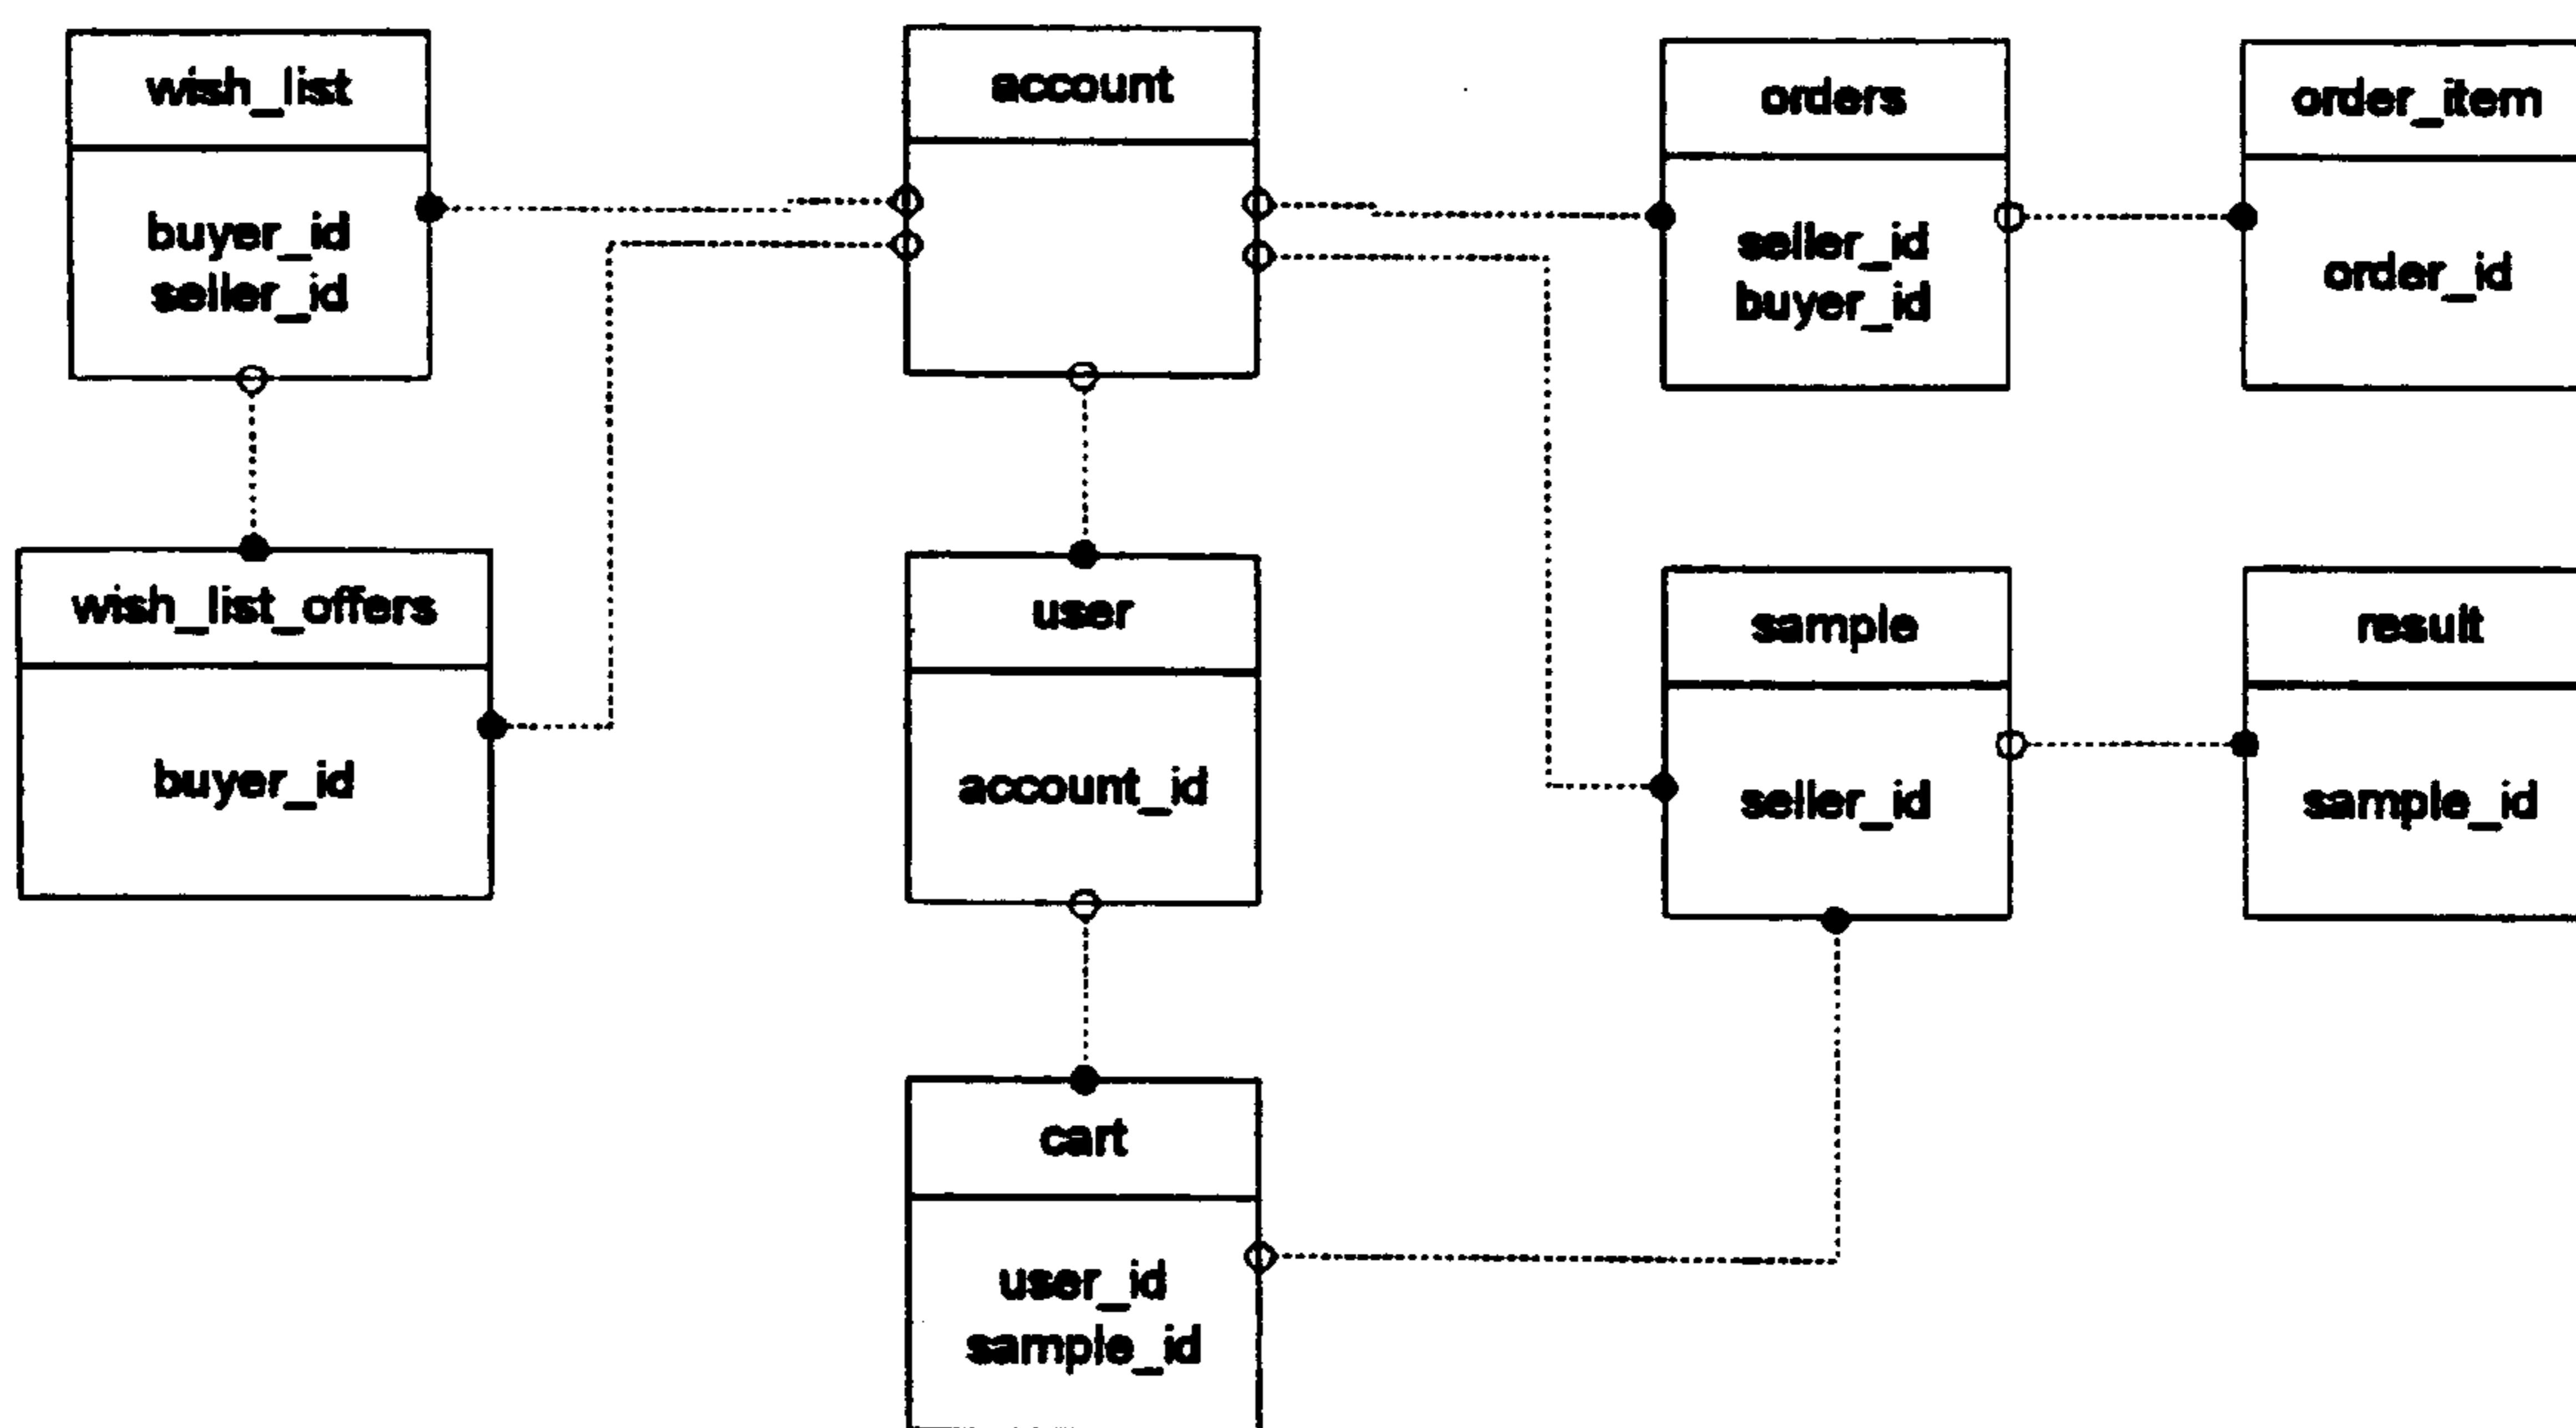 wish_list
buyer_id
seller_id
account
orders
seller_id
buyer_id
order_item
order_id
wish_list_offers
buyer_id
user
account_id
sample
seller_id
result
sample_id
cart
user_id
sample_id